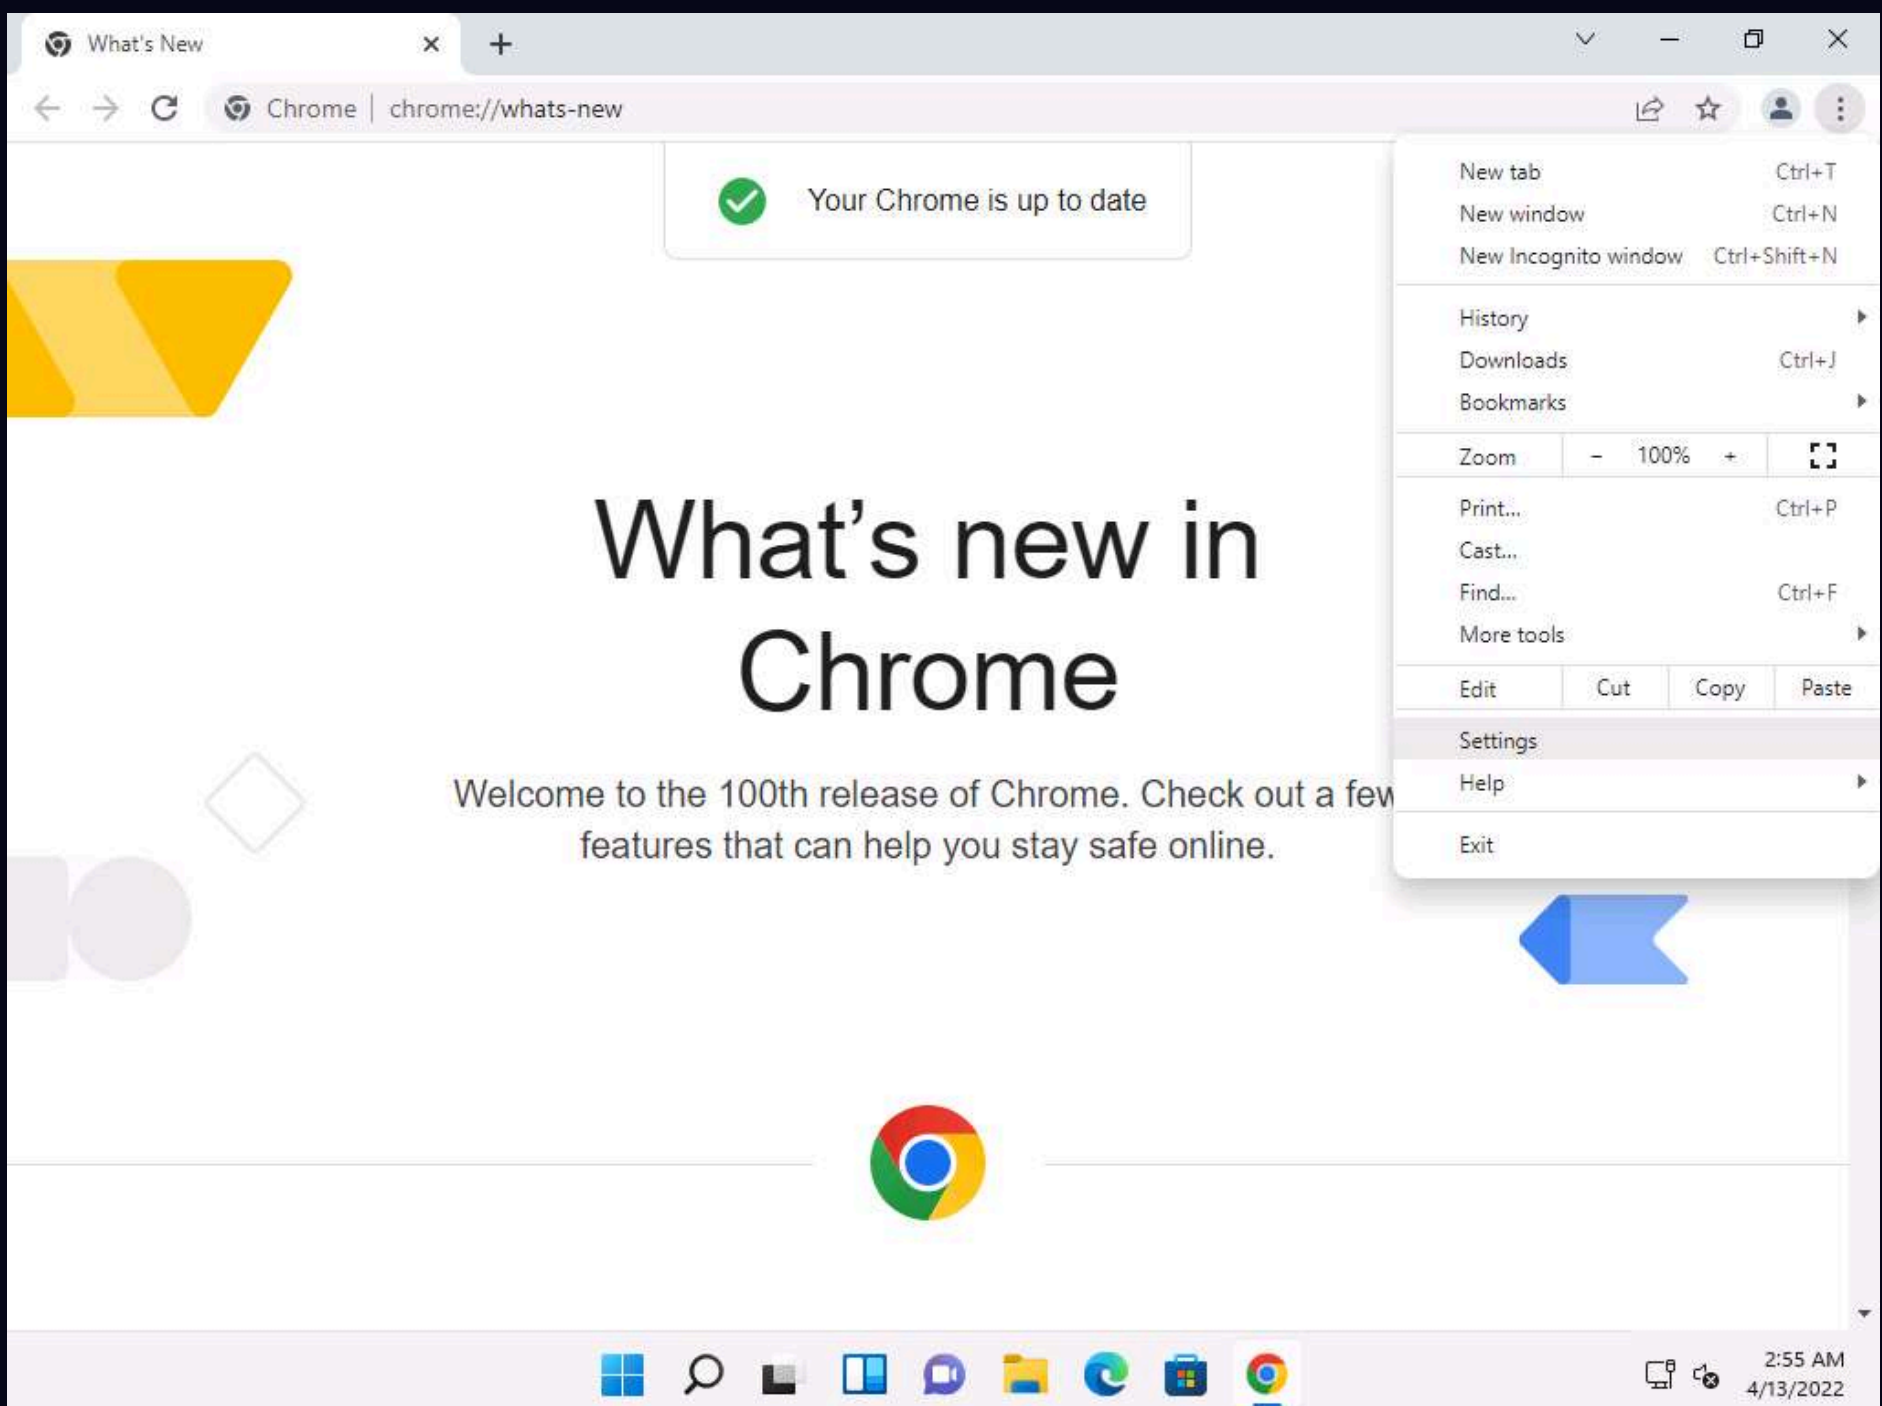 What's New
Chrome | chrome://whats-new
Your Chrome is up to date
What’s new in
Chrome
Welcome to the 100th release of Chrome. Check out a few
features that can help you stay safe online.
New tab Ctrl+T
New window Ctrl+N
New Incognito window Ctrl+Shift+N
History
Downloads Ctrl+J
Bookmarks
Zoom - 100% +
Print... Ctrl+P
Cast...
Find... Ctrl+F
More tools
Edit Cut Copy Paste
Settings
Help
Exit
2:55 AM
4/13/2022